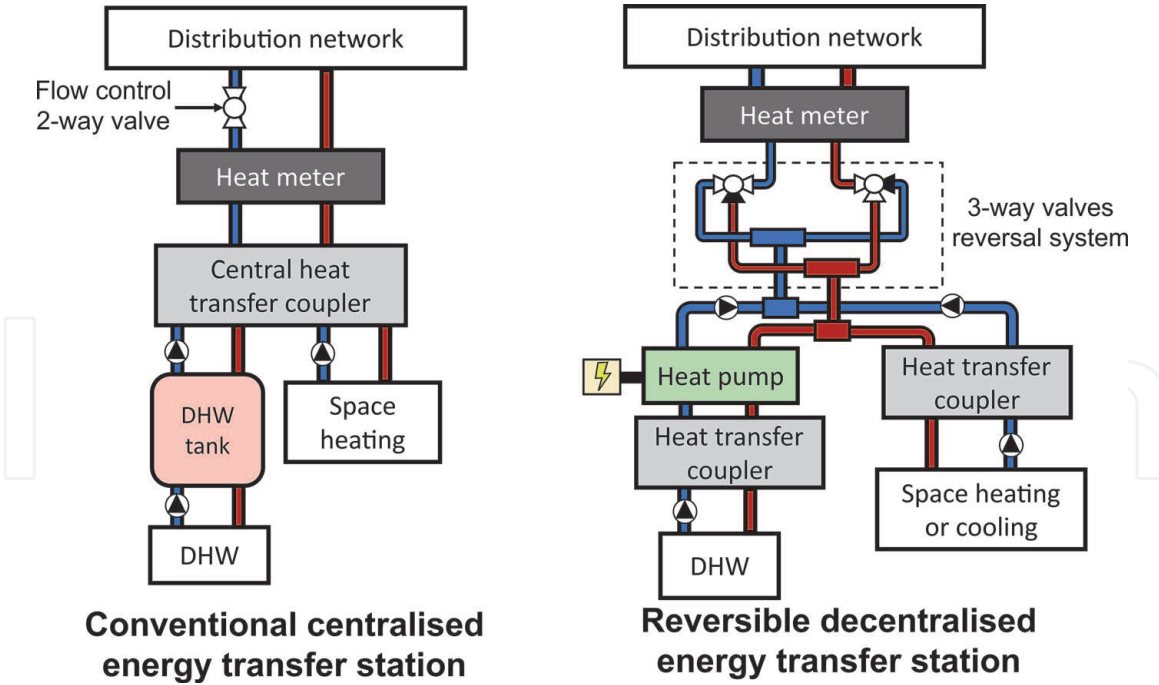 Distribution network
Flow control
2-way valve
Heat meter
Central heat
transfer coupler
DHW
tank
Space
heating
DHW
Conventional centralised
energy transfer station
Distribution network
Heat meter
3-way valves
reversal system
Heat pump
Heat transfer
coupler
Heat transfer
coupler
Space heating
or cooling
DHW
Reversible decentralised
energy transfer station